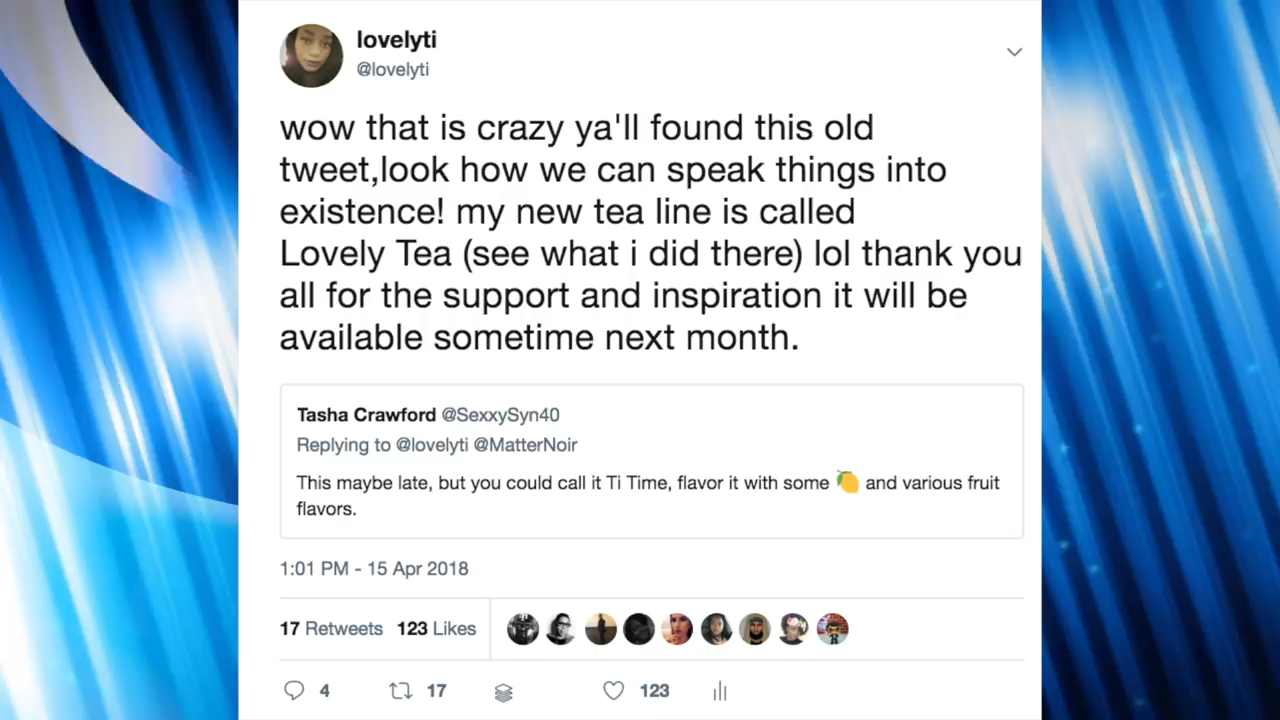 lovelyti
@lovelyti
wow that is crazy ya'll found this old
tweet,look how we can speak things into
existence! my new tea line is called
Lovely Tea (see what i did there) lol thank you
all for the support and inspiration it will be
available sometime next month.
Tasha Crawford @SexxySyn40
Replying to @lovelyti @MatterNoir
This maybe late, but you could call it Ti Time, flavor it with some 🍋 and various fruit
flavors.
1:01 PM - 15 Apr 2018
17 Retweets 123 Likes
4 17 123